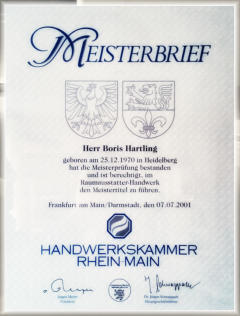 MEISTERBRIEF
Herr Boris Hartling
geboren am 25.12.1970 in Heidelberg
hat die Meisterprüfung bestanden
und ist berechtigt, im
Raumausstatter-Handwerk
den Meistertitel zu führen.
Frankfurt am Main/Darmstadt, den 07.07.2001
HANDWERKSKAMMER
RHEIN-MAIN
Präsident